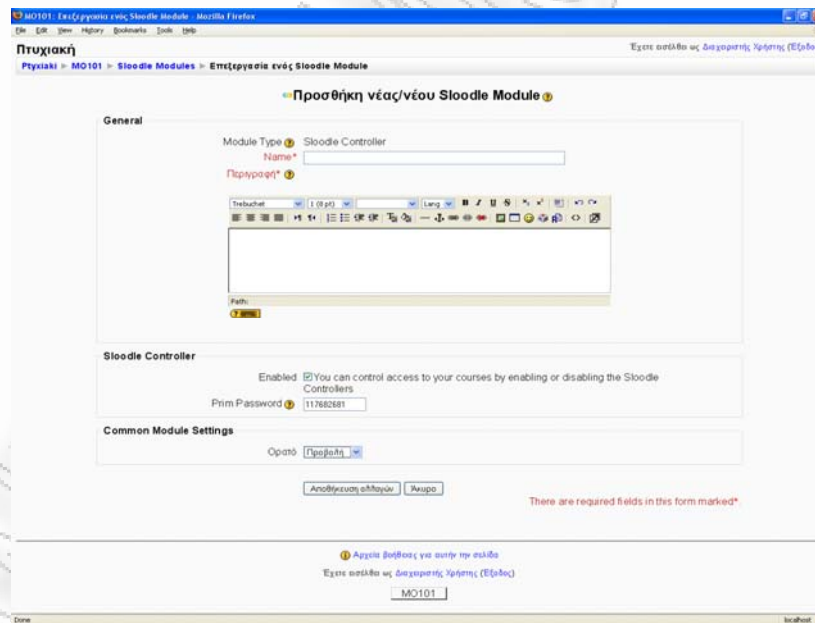 MO101: Επεξεργασία ενός Sloodle Module - Mozilla Firefox
File Edit View History Bookmarks Tools Help
Πτυχιακή
Έχετε εισέλθει ως Διαχειριστής Χρήστης (Έξοδο
Ptyxiaki ► MO101 ► Sloodle Modules ► Επεξεργασία ενός Sloodle Module
Προσθήκη νέας/νέου Sloodle Module
General
Module Type Sloodle Controller
Name*
Περιγραφή*
Trebuchet 1 (8 pt) Lang B I U S
Path:
Sloodle Controller
Enabled You can control access to your courses by enabling or disabling the Sloodle
Controllers
Prim Password 117682681
Common Module Settings
Ορατό Προβολή
Αποθήκευση αλλαγών Άκυρο
There are required fields in this form marked*.
Αρχεία βοήθειας για αυτήν την σελίδα
Έχετε εισέλθει ως Διαχειριστής Χρήστης (Έξοδος)
MO101
Done localhost